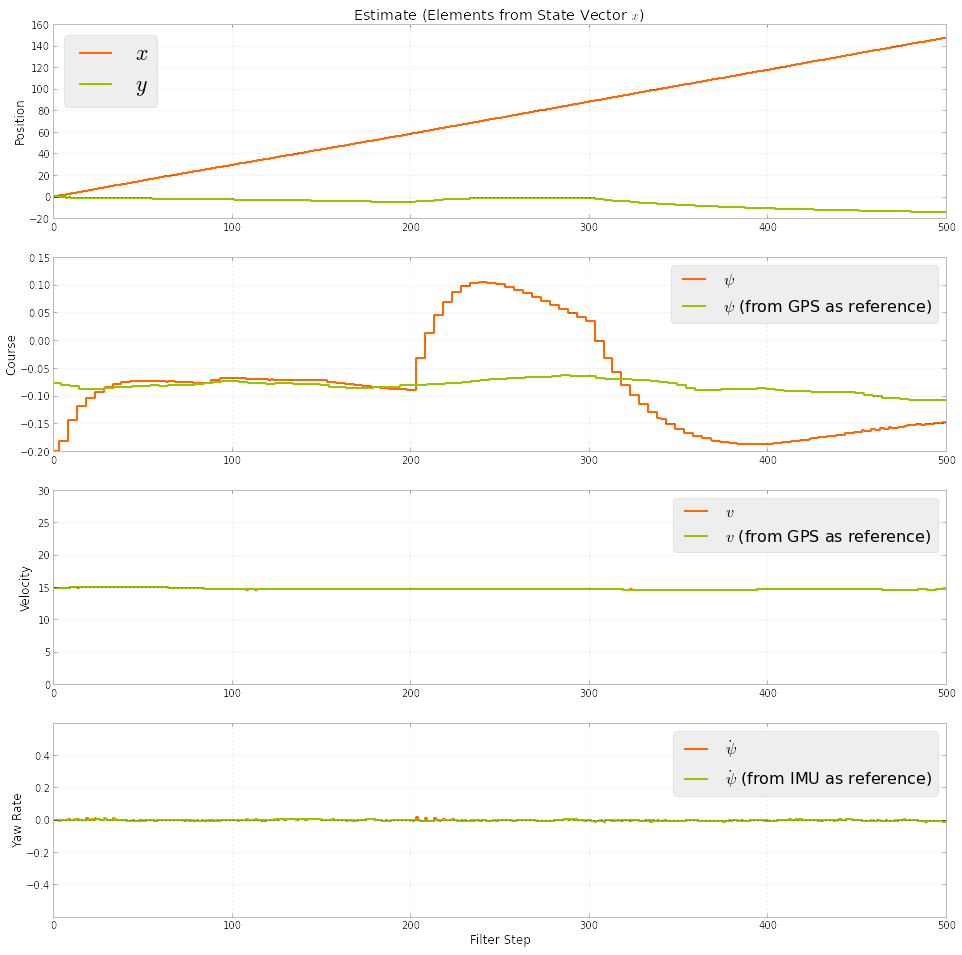 Estimate (Elements from State Vector x)
160
140
120
100
80
60
40
20
0
−20
Position
x
y
0 100 200 300 400 500
0.15
0.10
0.05
0.00
−0.05
−0.10
−0.15
−0.20
Course
ψ
ψ (from GPS as reference)
0 100 200 300 400 500
30
25
20
15
10
5
0
Velocity
v
v (from GPS as reference)
0 100 200 300 400 500
0.4
0.2
0.0
−0.2
−0.4
Yaw Rate
ψ̇
ψ̇ (from IMU as reference)
0 100 200 300 400 500
Filter Step